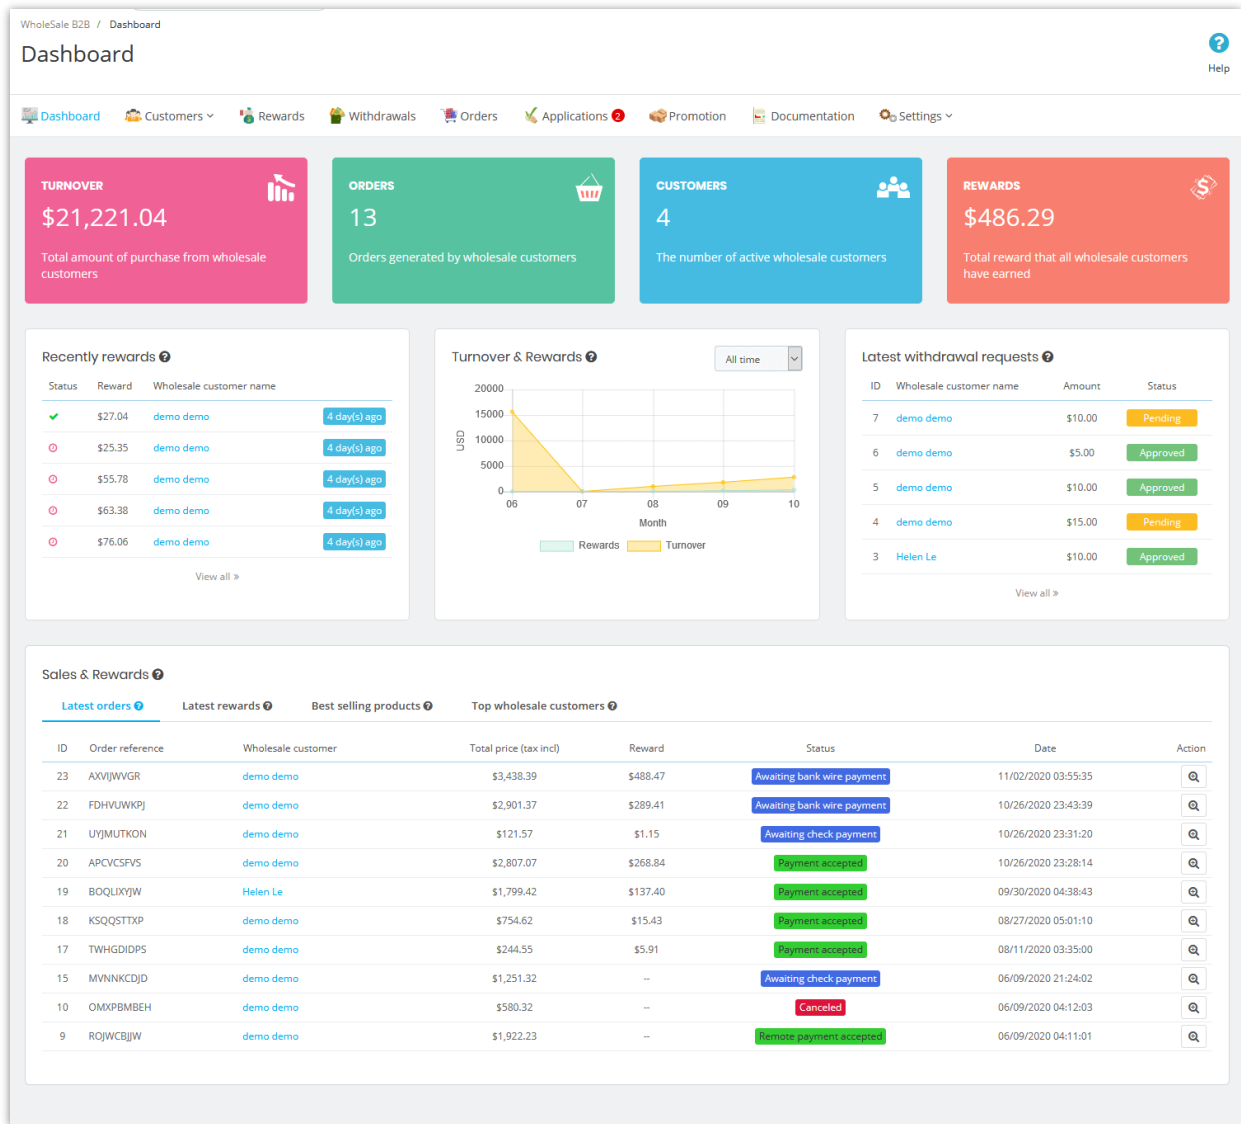 WholeSale B2B / Dashboard
Dashboard
Help
Dashboard Customers Rewards Withdrawals Orders Applications 2 Promotion Documentation Settings
TURNOVER
$21,221.04
Total amount of purchase from wholesale
customers
ORDERS
13
Orders generated by wholesale customers
CUSTOMERS
4
The number of active wholesale customers
REWARDS
$486.29
Total reward that all wholesale customers
have earned
Recently rewards
Status Reward Wholesale customer name
$27.04 demo demo 4 day(s) ago
$25.35 demo demo 4 day(s) ago
$55.78 demo demo 4 day(s) ago
$63.38 demo demo 4 day(s) ago
$76.06 demo demo 4 day(s) ago
View all »
Turnover & Rewards
All time
20000
15000
10000
5000
0
USD
06 07 08 09 10
Month
Rewards Turnover
Latest withdrawal requests
ID Wholesale customer name Amount Status
7 demo demo $10.00 Pending
6 demo demo $5.00 Approved
5 demo demo $10.00 Approved
4 demo demo $15.00 Pending
3 Helen Le $10.00 Approved
View all »
Sales & Rewards
Latest orders Latest rewards Best selling products Top wholesale customers
ID Order reference Wholesale customer Total price (tax incl) Reward Status Date Action
23 AXVIJWVGR demo demo $3,438.39 $488.47 Awaiting bank wire payment 11/02/2020 03:55:35
22 FDHVUWKPJ demo demo $2,901.37 $289.41 Awaiting bank wire payment 10/26/2020 23:43:39
21 UYJMUTKON demo demo $121.57 $1.15 Awaiting check payment 10/26/2020 23:31:20
20 APCVCSFVS demo demo $2,807.07 $268.84 Payment accepted 10/26/2020 23:28:14
19 BOQLIXYJW Helen Le $1,799.42 $137.40 Payment accepted 09/30/2020 04:38:43
18 KSQQSTTXP demo demo $754.62 $15.43 Payment accepted 08/27/2020 05:01:10
17 TWHGDIDPS demo demo $244.55 $5.91 Payment accepted 08/11/2020 03:35:00
15 MVNNKCDJD demo demo $1,251.32 -- Awaiting check payment 06/09/2020 21:24:02
10 OMXPBMBEH demo demo $580.32 -- Canceled 06/09/2020 04:12:03
9 ROJWCBJJW demo demo $1,922.23 -- Remote payment accepted 06/09/2020 04:11:01